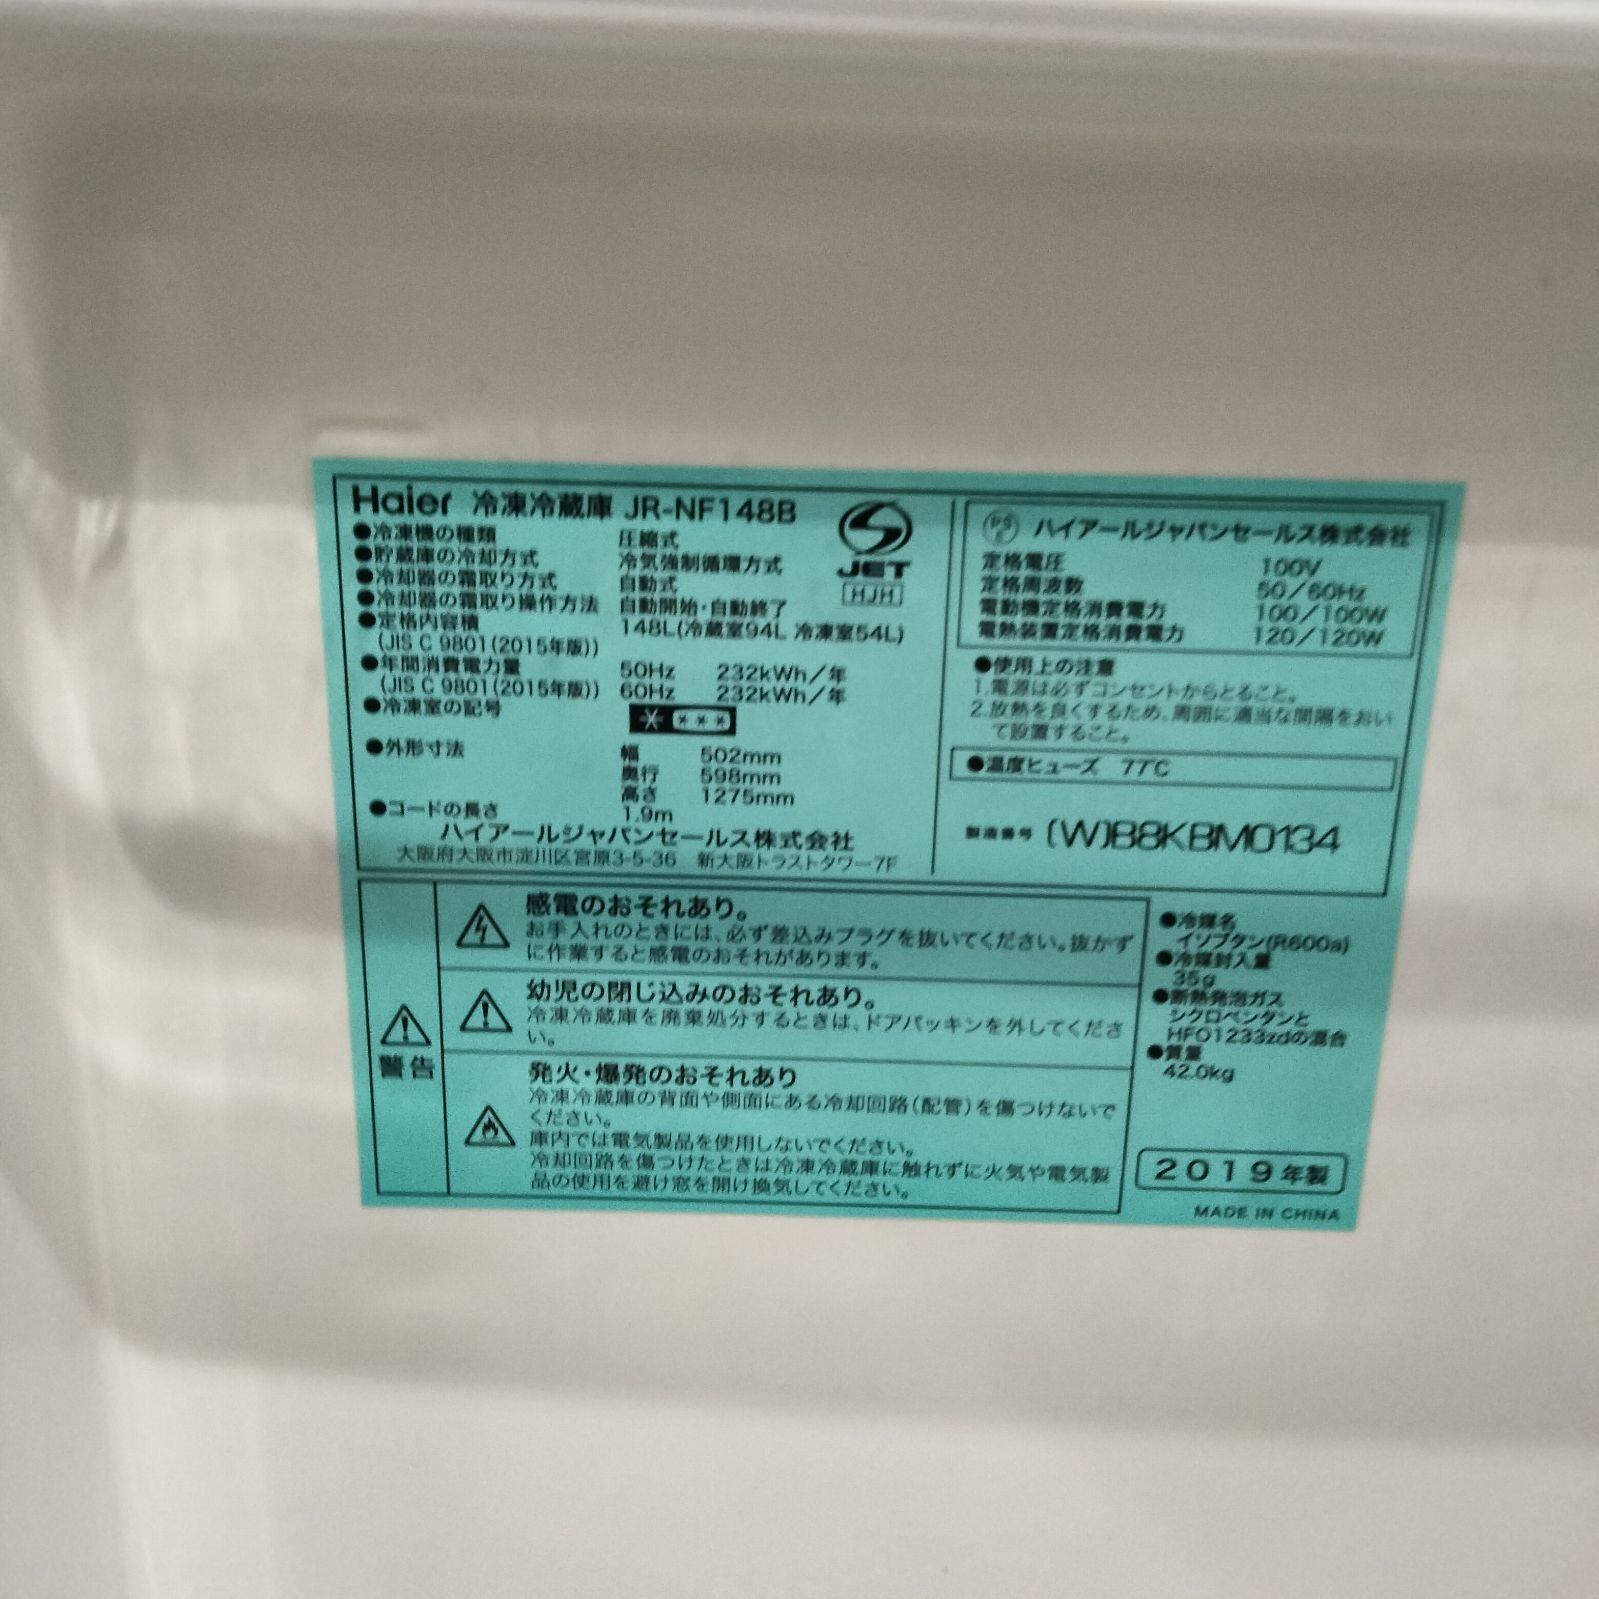 Haier 冷凍冷蔵庫 JR-NF148B
●冷凍機の種類 圧縮式
●貯蔵庫の冷却方式 冷気強制循環方式
●冷却器の霜取り方式 自動式
●冷却器の霜取り操作方法 自動開始・自動終了
●定格内容積 148L(冷蔵室94L 冷凍室54L)
(JIS C 9801(2015年版))
●年間消費電力量 50Hz 232kWh/年
(JIS C 9801(2015年版)) 60Hz 232kWh/年
●冷凍室の記号
●外形寸法 幅 502mm
奥行 598mm
高さ 1275mm
●コードの長さ 1.9m
ハイアールジャパンセールス株式会社
大阪府大阪市淀川区宮原3-5-36 新大阪トラストタワー7F
JET
HJH
PS ハイアールジャパンセールス株式会社
定格電圧 100V
定格周波数 50/60Hz
電動機定格消費電力 100/100W
電熱装置定格消費電力 120/120W
●使用上の注意
1.電源は必ずコンセントからとること。
2.放熱を良くするため、周囲に適当な間隔をおい
て設置すること。
●温度ヒューズ 77℃
製造番号 (W)B8KBM0134
警告
感電のおそれあり。
お手入れのときには、必ず差込みプラグを抜いてください。抜かず
に作業すると感電のおそれがあります。
幼児の閉じ込みのおそれあり。
冷凍冷蔵庫を廃棄処分するときは、ドアパッキンを外してくださ
い。
発火・爆発のおそれあり
冷凍冷蔵庫の背面や側面にある冷却回路(配管)を傷つけないで
ください。
庫内では電気製品を使用しないでください。
冷却回路を傷つけたときは冷凍冷蔵庫に触れずに火気や電気製
品の使用を避け窓を開け換気してください。
●冷媒名
イソブタン(R600a)
●冷媒封入量
35g
●断熱発泡ガス
シクロペンタンと
HFO1233zdの混合
●質量
42.0kg
2019年製
MADE IN CHINA